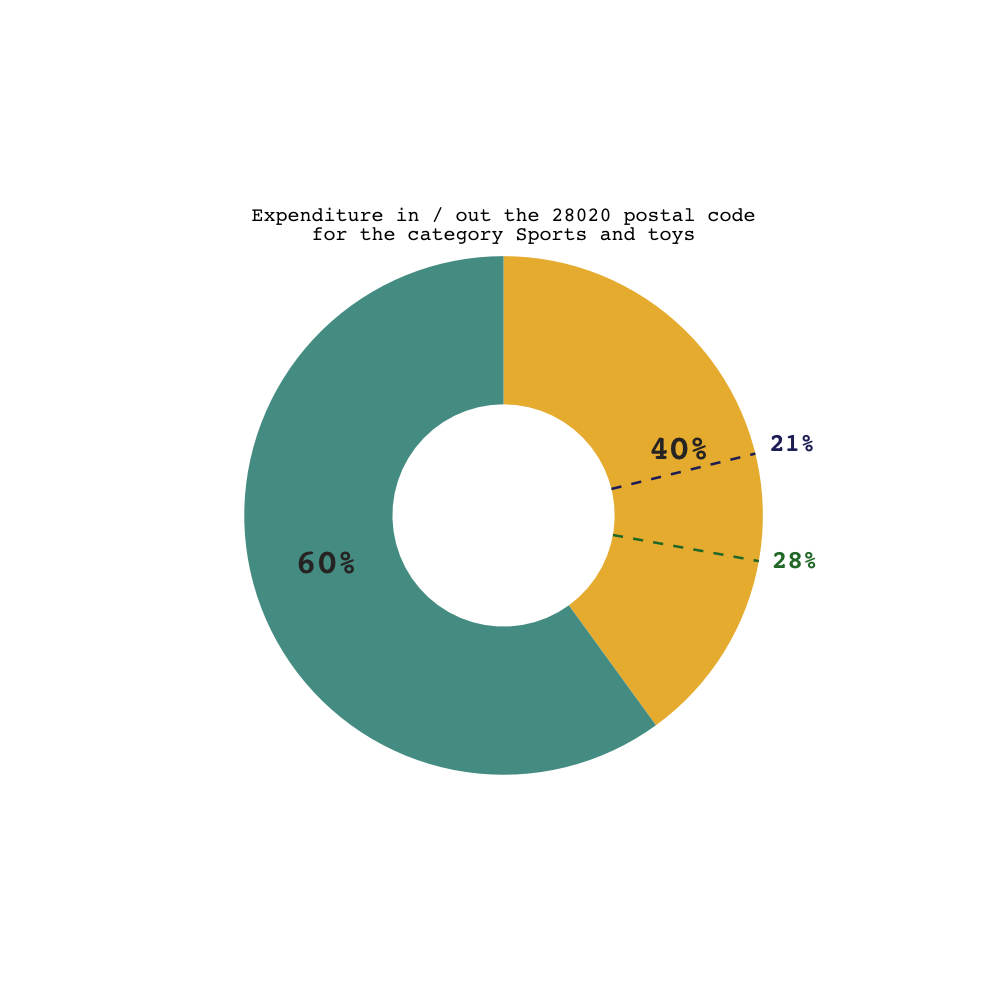 Expenditure in / out the 28020 postal code
for the category Sports and toys
40%
21%
28%
60%